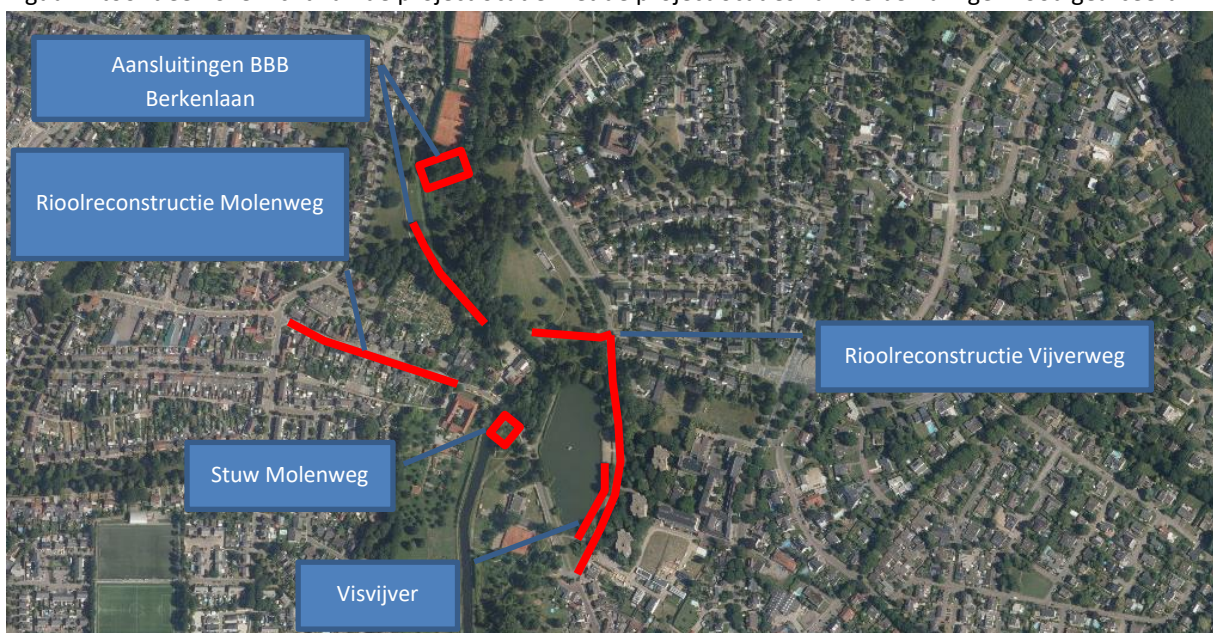 Aansluitingen BBB
Berkenlaan
Rioolreconstructie Molenweg
Rioolreconstructie Vijverweg
Stuw Molenweg
Visvijver